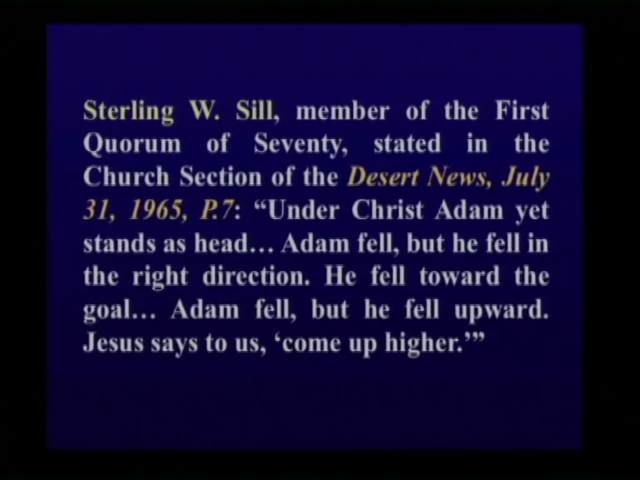 Sterling W. Sill, member of the First
Quorum of Seventy, stated in the
Church Section of the Desert News, July
31, 1965, P.7: “Under Christ Adam yet
stands as head… Adam fell, but he fell in
the right direction. He fell toward the
goal… Adam fell, but he fell upward.
Jesus says to us, ‘come up higher.’”